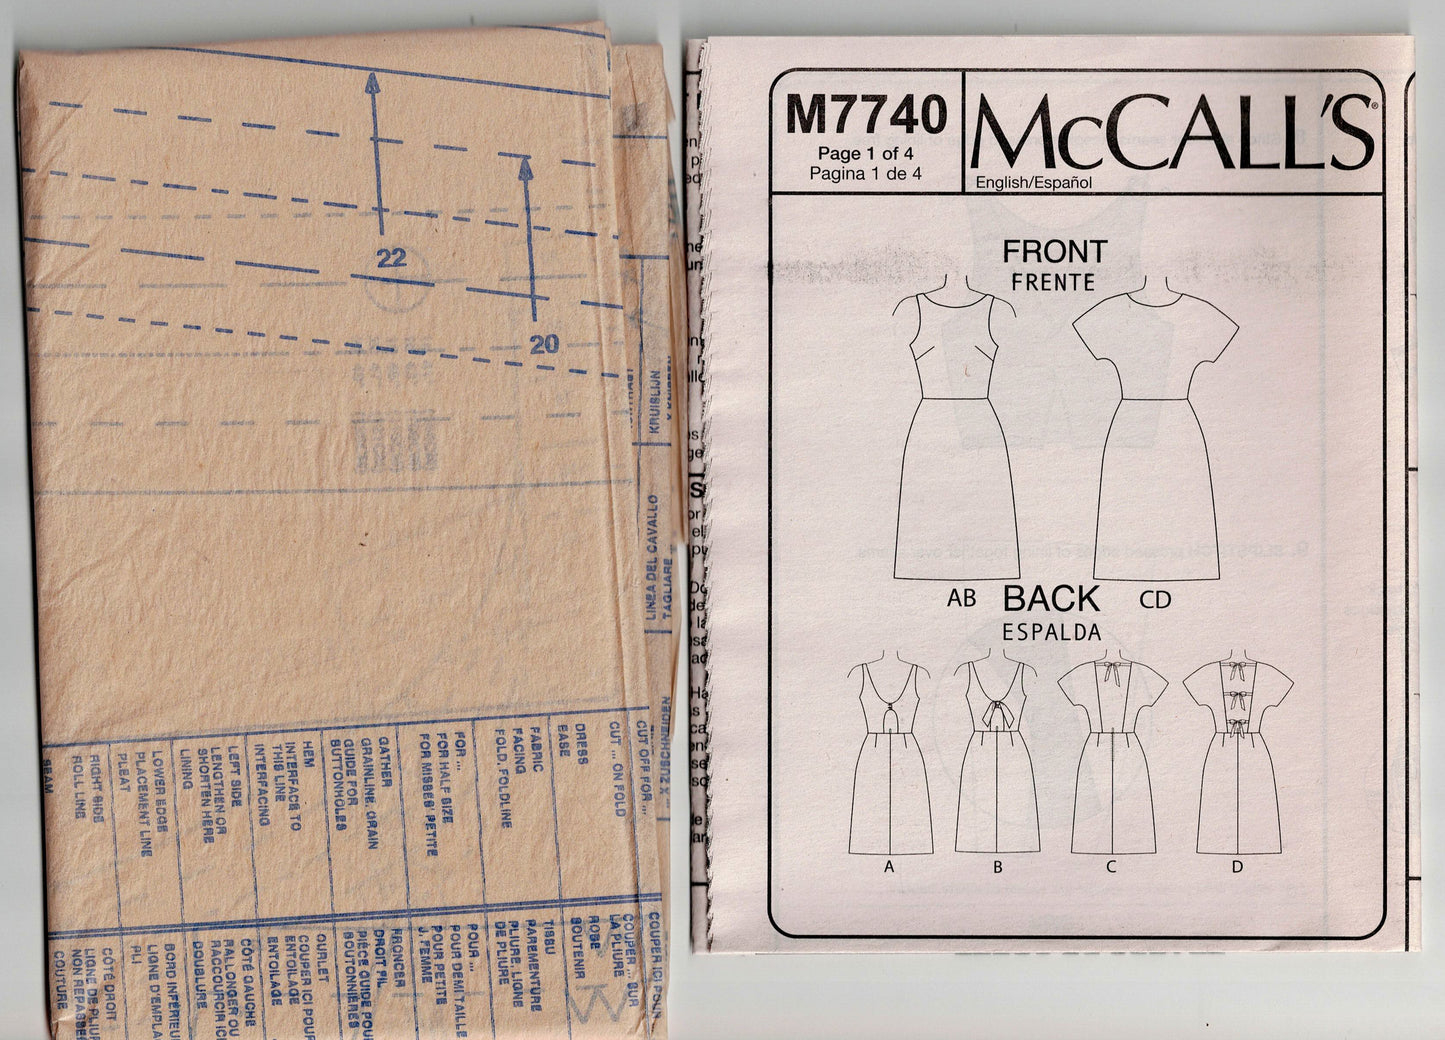 22
20
KRUISLIJN
LINEA DEL CAVALLO
TAGLIARE
CUT OFF FOR ...
CUT ... ON FOLD
DRESS
EASE
FABRIC
FACING
FOLD, FOLDLINE
FOR ...
FOR HALF SIZE
FOR MISSES' PETITE
GATHER
GRAINLINE, GRAIN
GUIDE FOR
BUTTONHOLES
HEM
INTERFACE TO
THIS LINE
INTERFACING
LEFT SIDE
LENGTHEN OR
SHORTEN HERE
LINING
LOWER EDGE
PLACEMENT LINE
PLEAT
RIGHT SIDE
ROLL LINE
SEAM
COUPER ICI POUR
COUPER ... SUR
LA PLIURE
ROBE
SOUTENIR
TISSU
PAREMENTURE
PLIURE, LIGNE
DE PLIURE
POUR ...
POUR DEMI TAILLE
POUR PETITE
J. FEMME
FRONCER
DROIT FIL
PIÈCE GUIDE POUR
BOUTONNIÈRES
OURLET
COUPER ICI POUR
ENTOILAGE
ENTOILAGE
CÔTÉ GAUCHE
RALLONGER OU
RACCOURCIR ICI
DOUBLURE
BORD INFÉRIEU
LIGNE D'EMPLA
PLI
CÔTÉ DROIT
LIGNE DE PLIUR
NON REPASSÉ
COUTURE
M7740
Page 1 of 4
Pagina 1 de 4
McCALL'S®
English/Español
FRONT
FRENTE
AB
CD
BACK
ESPALDA
A
B
C
D